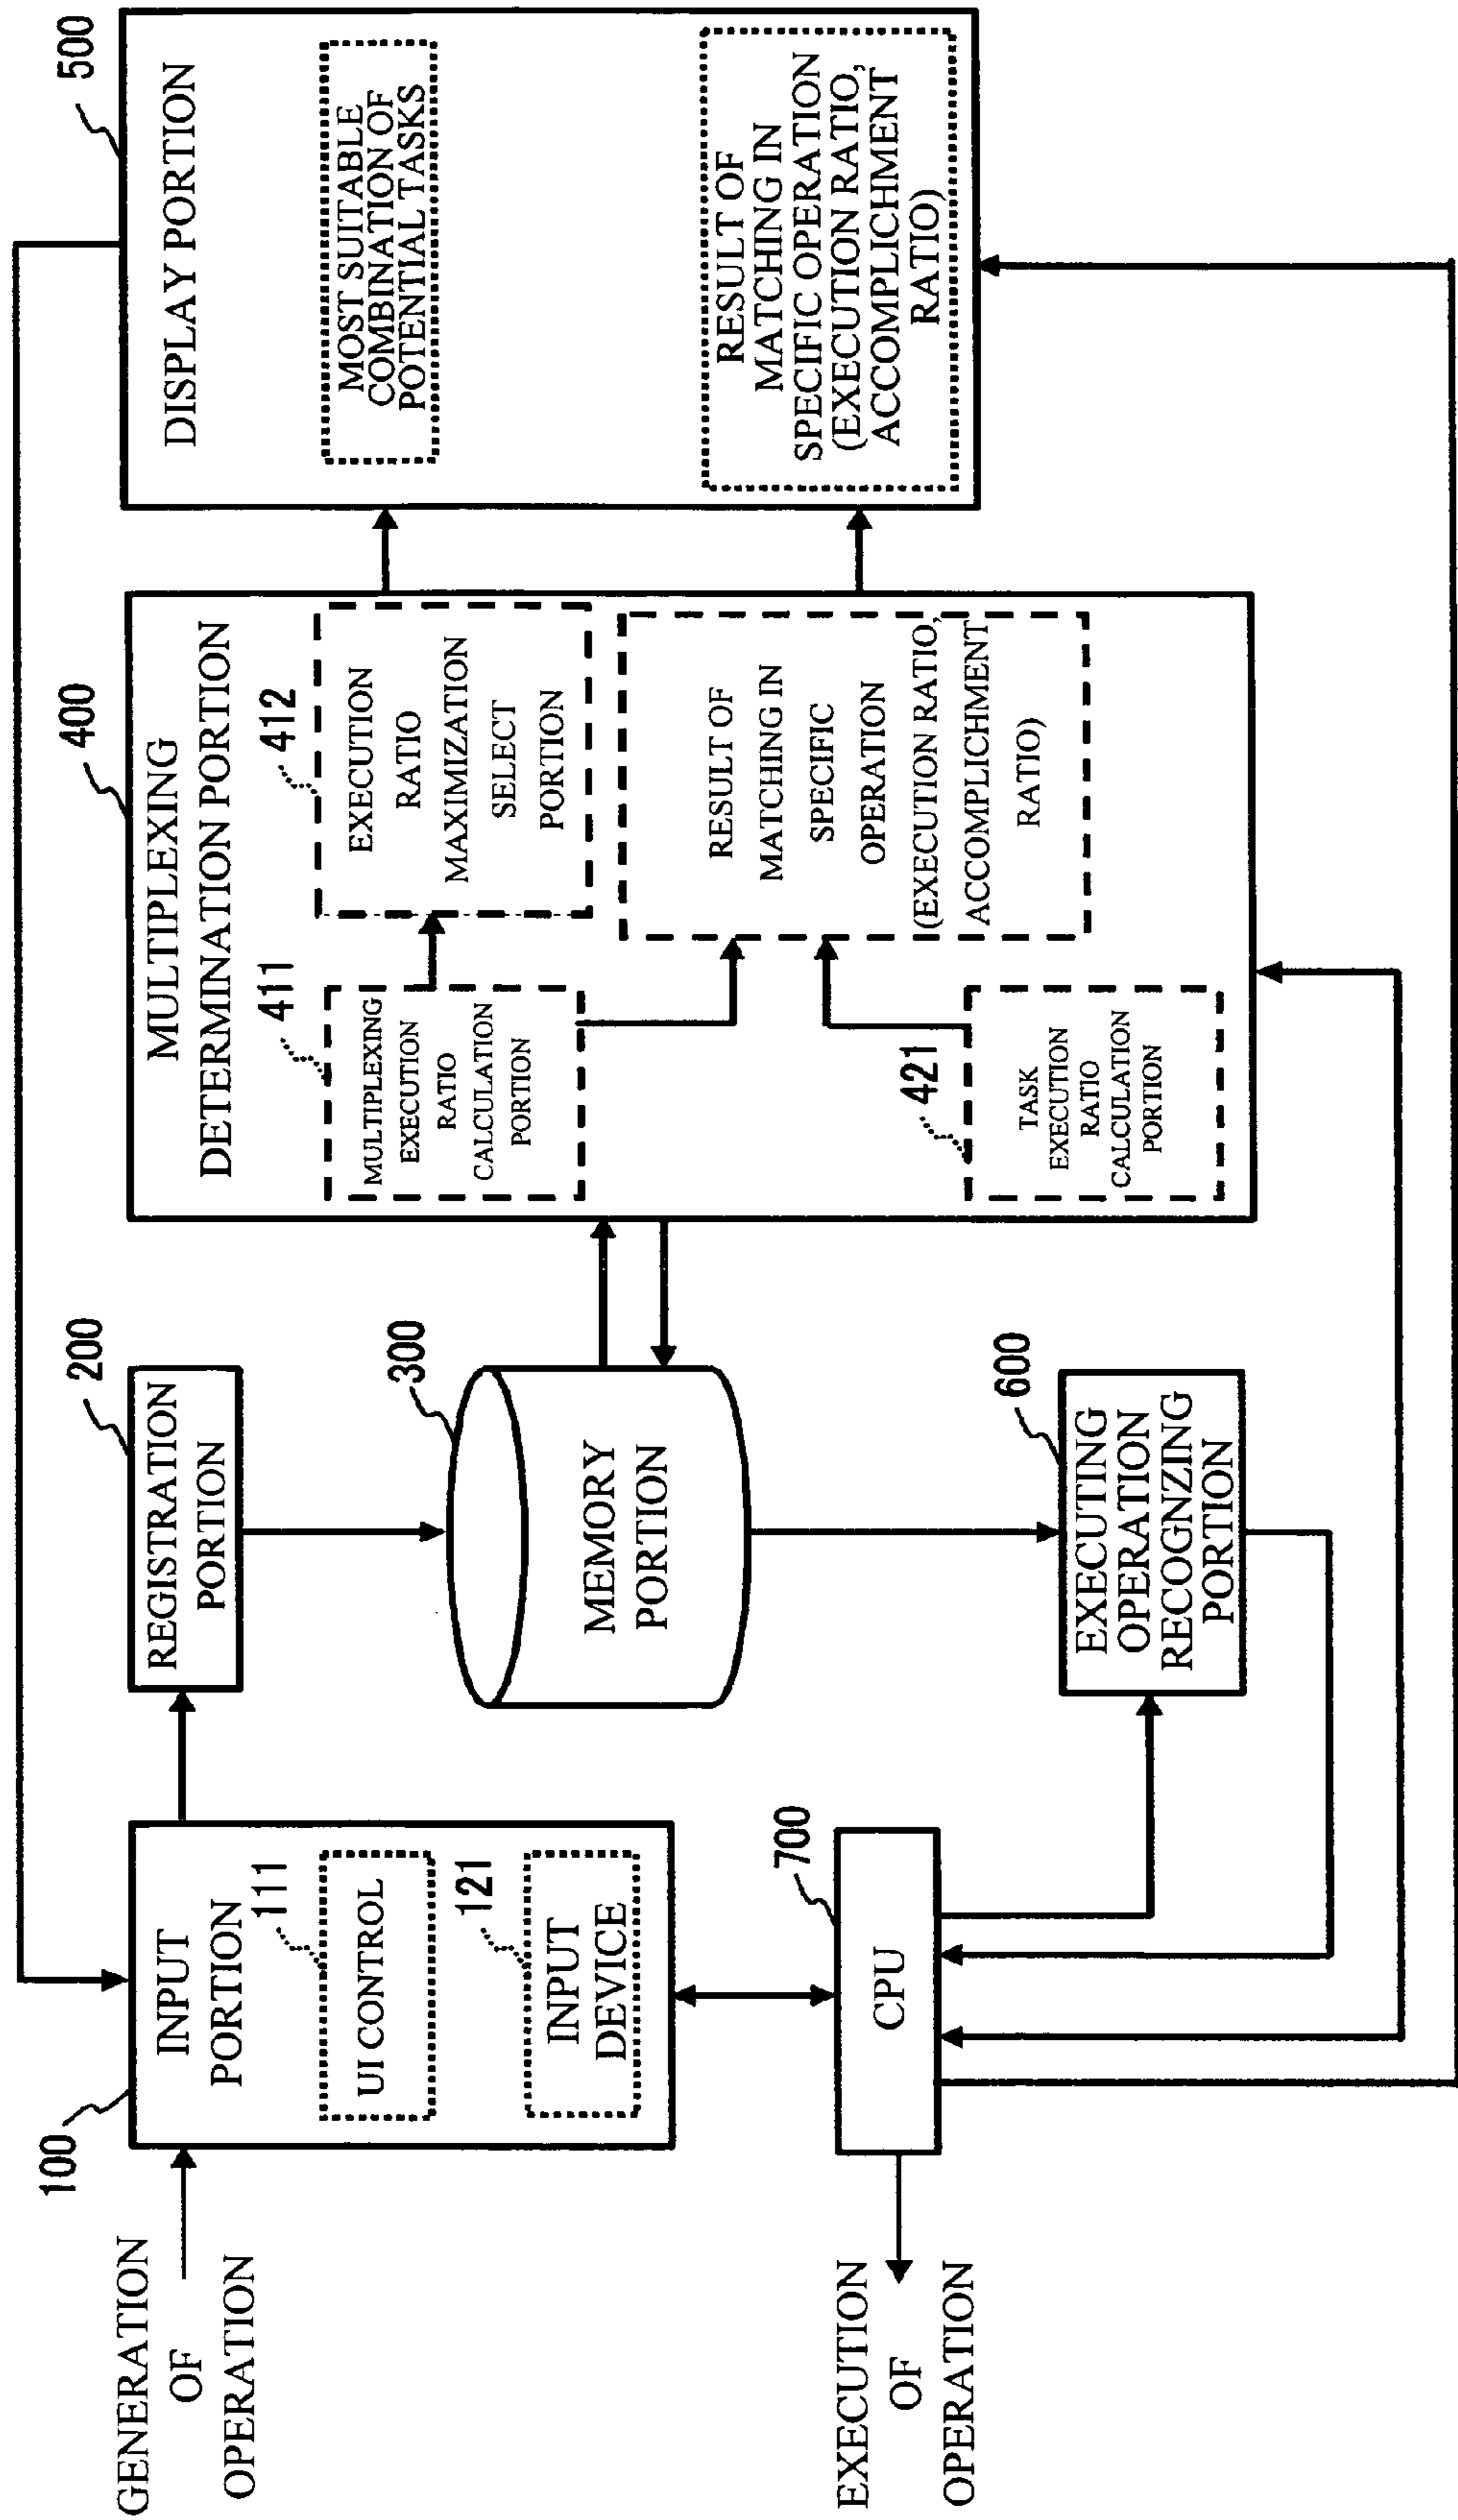 GENERATION
OF
OPERATION
100
INPUT
PORTION
111
UI CONTROL
121
INPUT
DEVICE
700
CPU
EXECUTION
OF
OPERATION
200
REGISTRATION
PORTION
300
MEMORY
PORTION
600
EXECUTING
OPERATION
RECOGNZING
PORTION
400
MULTIPLEXING
DETERMINATION PORTION
411
MULTIPLEXING
EXECUTION
RATIO
CALCULATION
PORTION
412
EXECUTION
RATIO
MAXIMIZATION
SELECT
PORTION
421
TASK
EXECUTION
RATIO
CALCULATION
PORTION
RESULT OF
MATCHING IN
SPECIFIC
OPERATION
(EXECUTION RATIO,
ACCOMPLICHMENT
RATIO)
500
DISPLAY PORTION
MOST SUITABLE
COMBINATION OF
POTENTIAL TASKS
RESULT OF
MATCHING IN
SPECIFIC OPERATION
(EXECUTION RATIO,
ACCOMPLICHMENT
RATIO)